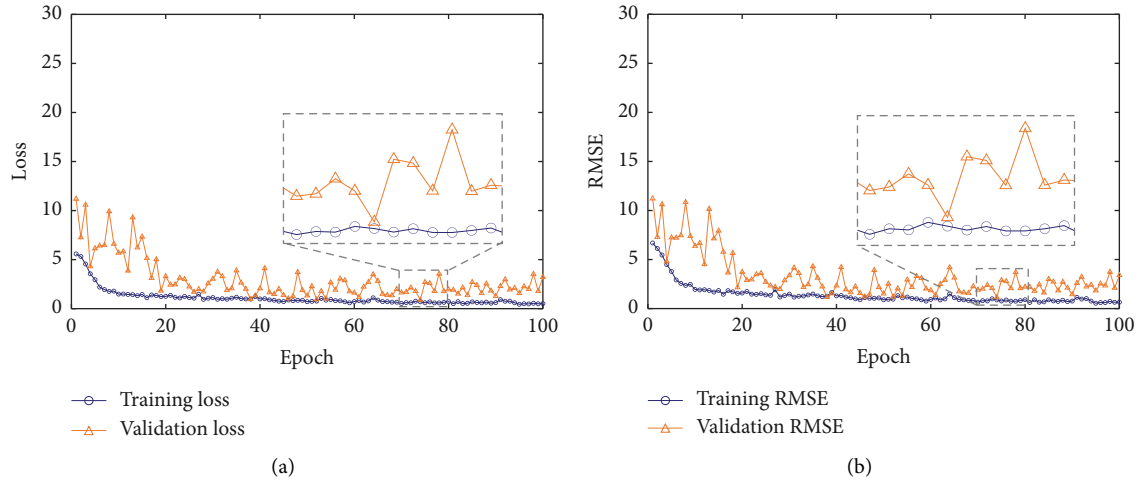 30
25
20
15
10
5
0
Loss
0 20 40 60 80 100
Epoch
Training loss
Validation loss
(a)
30
25
20
15
10
5
0
RMSE
0 20 40 60 80 100
Epoch
Training RMSE
Validation RMSE
(b)